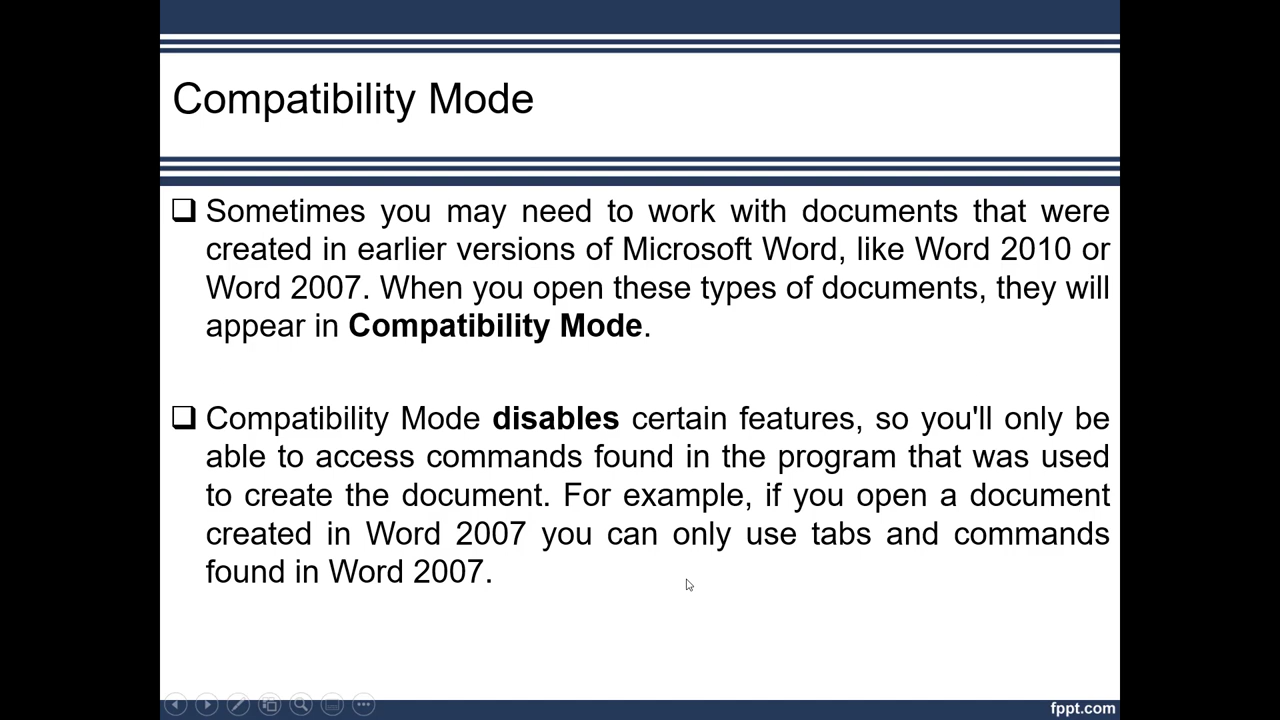 Compatibility Mode
Sometimes you may need to work with documents that were
created in earlier versions of Microsoft Word, like Word 2010 or
Word 2007. When you open these types of documents, they will
appear in Compatibility Mode.
Compatibility Mode disables certain features, so you'll only be
able to access commands found in the program that was used
to create the document. For example, if you open a document
created in Word 2007 you can only use tabs and commands
found in Word 2007.
fppt.com